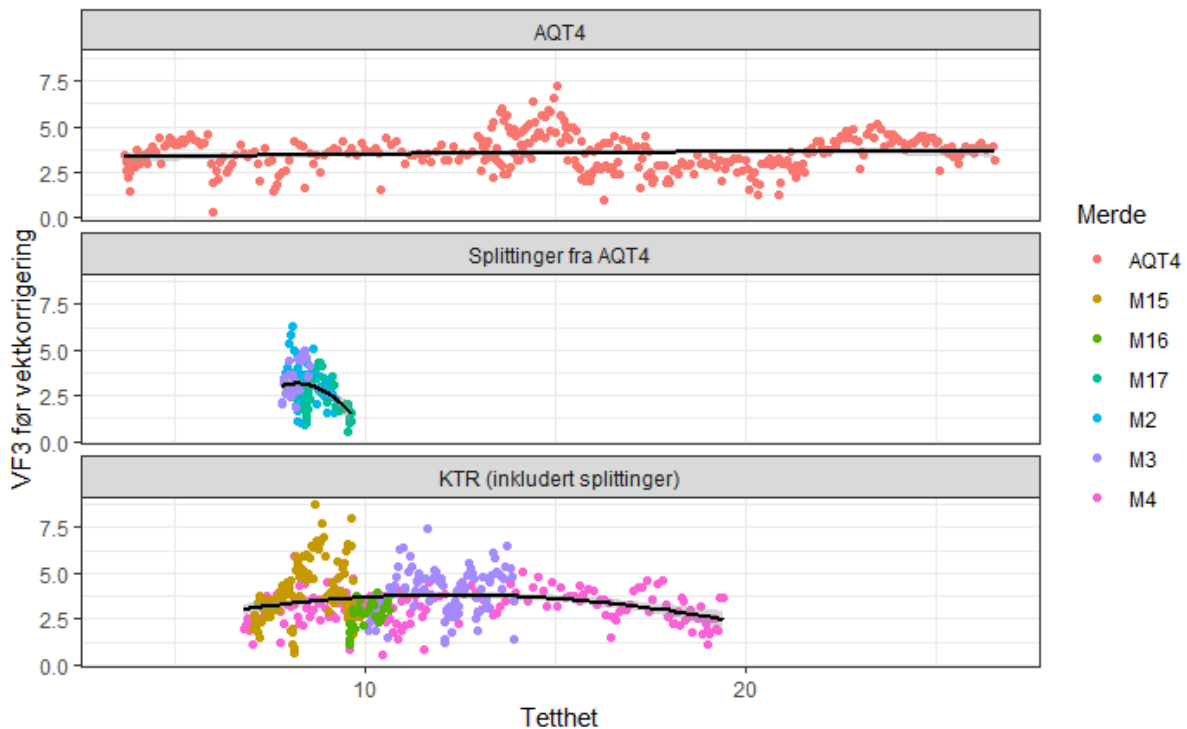 AQT4
7.5
5.0
2.5
0.0
Splittinger fra AQT4
7.5
5.0
2.5
0.0
KTR (inkludert splittinger)
7.5
5.0
2.5
0.0
10
20
Tetthet
VF3 før vektkorrigering
Merde
AQT4
M15
M16
M17
M2
M3
M4